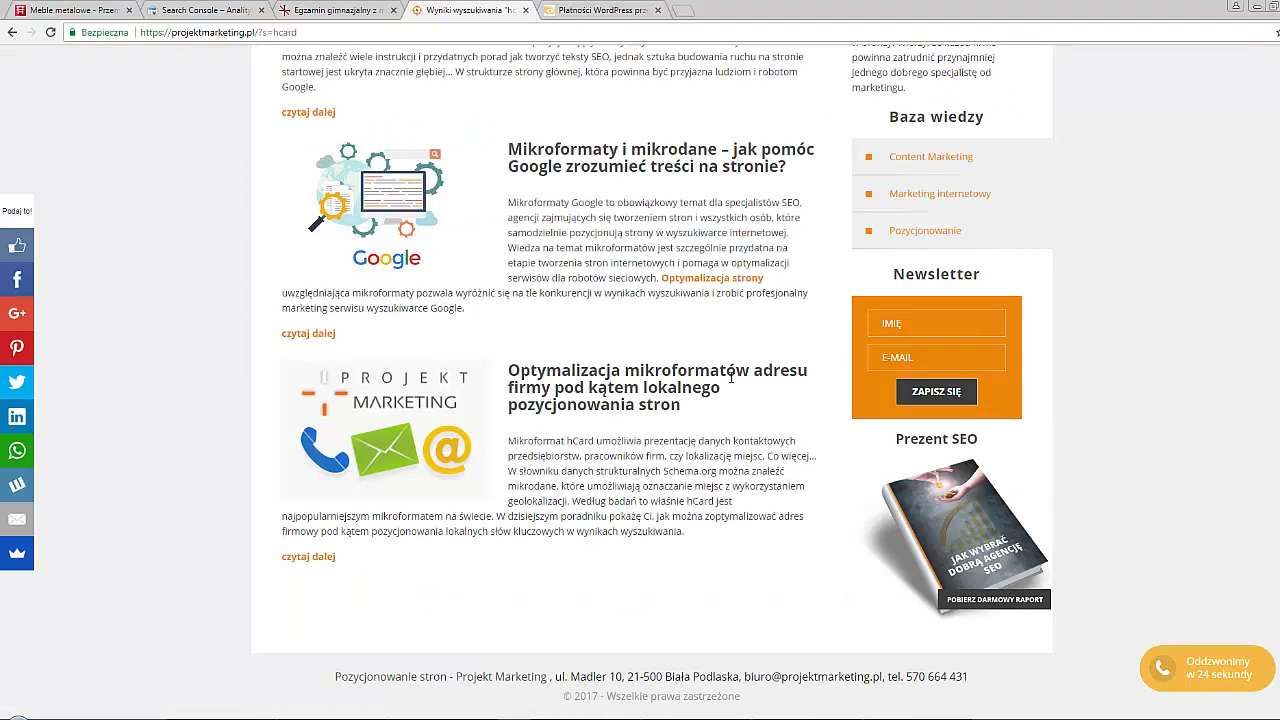 Meble metalowe - Przem
Search Console – Anality
Egzamin gimnazjalny z m
Wyniki wyszukiwania "hc
Płatności WordPress prz
Bezpieczna
https://projektmarketing.pl/?s=hcard
można znaleźć wiele instrukcji i przydatnych porad jak tworzyć teksty SEO, jednak sztuka budowania ruchu na stronie
startowej jest ukryta znacznie głębiej... W strukturze strony głównej, która powinna być przyjazna ludziom i robotom
Google.
czytaj dalej
Mikroformaty i mikrodane – jak pomóc
Google zrozumieć treści na stronie?
Mikroformaty Google to obowiązkowy temat dla specjalistów SEO,
agencji zajmujących się tworzeniem stron i wszystkich osób, które
samodzielnie pozycjonują strony w wyszukiwarce internetowej.
Wiedza na temat mikroformatów jest szczególnie przydatna na
etapie tworzenia stron internetowych i pomaga w optymalizacji
serwisów dla robotów sieciowych. Optymalizacja strony
uwzględniająca mikroformaty pozwala wyróżnić się na tle konkurencji w wynikach wyszukiwania i zrobić profesjonalny
marketing serwisu wyszukiwarce Google.
Google
czytaj dalej
PROJEKT
MARKETING
Optymalizacja mikroformatów adresu
firmy pod kątem lokalnego
pozycjonowania stron
Mikroformat hCard umożliwia prezentację danych kontaktowych
przedsiębiorstw, pracowników firm, czy lokalizację miejsc. Co więcej...
W słowniku danych strukturalnych Schema.org można znaleźć
mikrodane, które umożliwiają oznaczanie miejsc z wykorzystaniem
geolokalizacji. Według badań to właśnie hCard jest
najpopularniejszym mikroformatem na świecie. W dzisiejszym poradniku pokażę Ci, jak można zoptymalizować adres
firmowy pod kątem pozycjonowania lokalnych słów kluczowych w wynikach wyszukiwania.
czytaj dalej
powinna zatrudnić przynajmniej
jednego dobrego specjalistę od
marketingu.
Baza wiedzy
Content Marketing
Marketing internetowy
Pozycjonowanie
Newsletter
IMIĘ
E-MAIL
ZAPISZ SIĘ
Prezent SEO
JAK WYBRAĆ
DOBRĄ AGENCJĘ
SEO
POBIERZ DARMOWY RAPORT
Podaj to!
Oddzwonimy
w 24 sekundy
Pozycjonowanie stron - Projekt Marketing , ul. Madler 10, 21-500 Biała Podlaska, biuro@projektmarketing.pl, tel. 570 664 431
© 2017 - Wszelkie prawa zastrzeżone